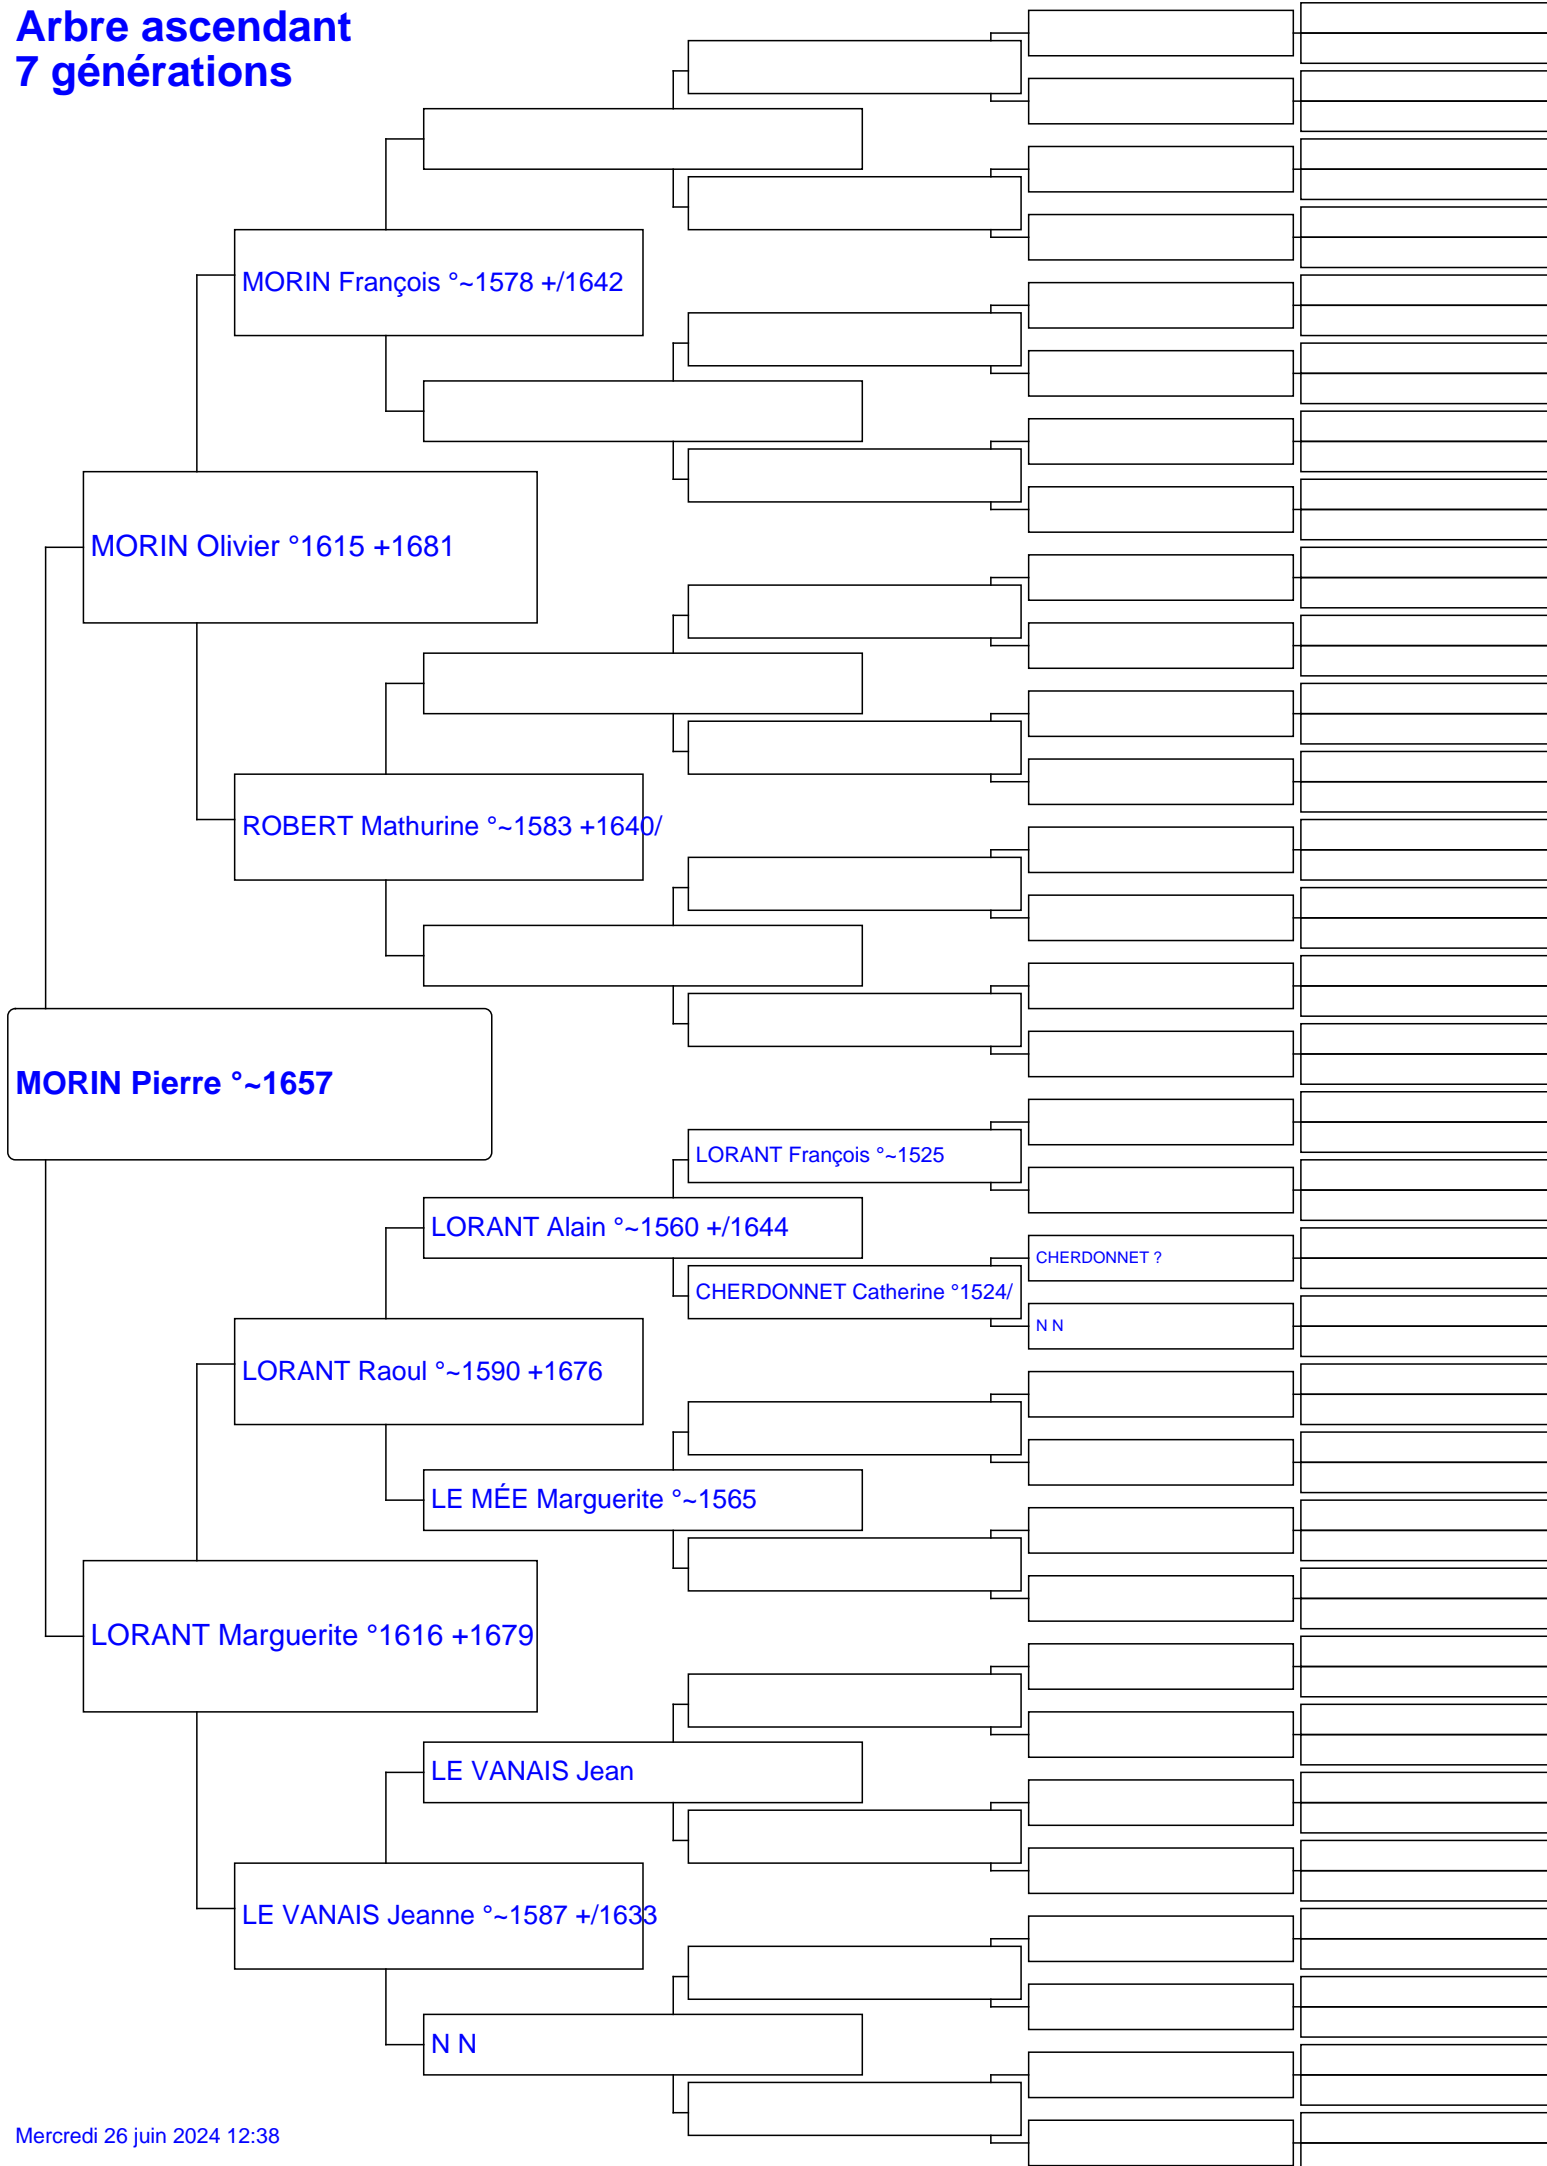 Arbre ascendant
7 générations
MORIN François °~1578 +/1642
MORIN Olivier °1615 +1681
ROBERT Mathurine °~1583 +1640/
MORIN Pierre °~1657
LORANT François °~1525
LORANT Alain °~1560 +/1644
CHERDONNET ?
CHERDONNET Catherine °1524/
N N
LORANT Raoul °~1590 +1676
LE MÉE Marguerite °~1565
LORANT Marguerite °1616 +1679
LE VANAIS Jean
LE VANAIS Jeanne °~1587 +/1633
N N
Mercredi 26 juin 2024 12:38